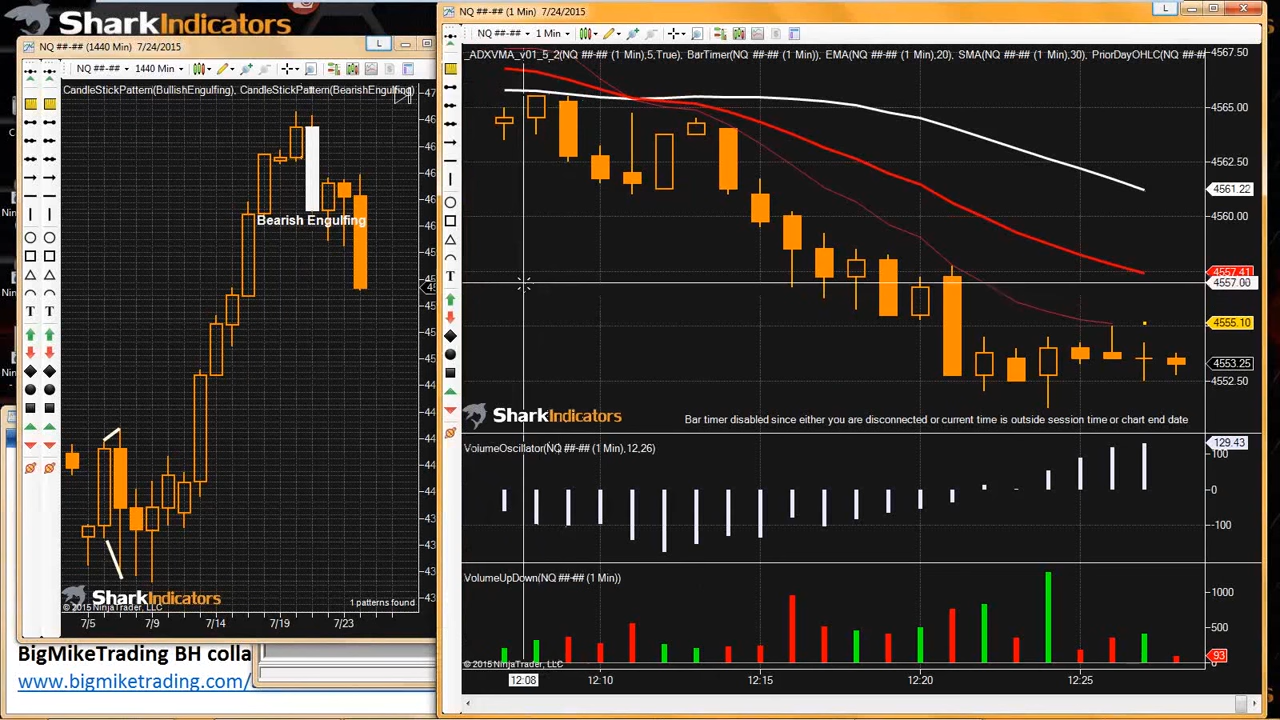 SharkIndicators
NQ ##-## (1440 Min) 7/24/2015
L
NQ ##-## 1440 Min
CandleStickPattern(BullishEngulfing), CandleStickPattern(BearishEngulfing)
Bearish Engulfing
SharkIndicators
© 2015 NinjaTrader, LLC
1 patterns found
7/5 7/9 7/14 7/19 7/23
BigMikeTrading BH colla
www.bigmiketrading.com/
NQ ##-## (1 Min) 7/24/2015
L
NQ ##-## 1 Min
_ADXVMA_v01_5_2(NQ ##-## (1 Min),5,True), BarTimer(NQ ##-## (1 Min)), EMA(NQ ##-## (1 Min),20), SMA(NQ ##-## (1 Min),30), PriorDayOHLC(NQ ##-##
4567.50
4565.00
4562.50
4561.22
4560.00
4557.41
4557.00
4555.10
4553.25
4552.50
SharkIndicators
Bar timer disabled since either you are disconnected or current time is outside session time or chart end date
VolumeOscillator(NQ ##-## (1 Min),12,26)
129.43
100
0
-100
VolumeUpDown(NQ ##-## (1 Min))
1000
500
93
0
© 2015 NinjaTrader, LLC
12:08 12:10 12:15 12:20 12:25